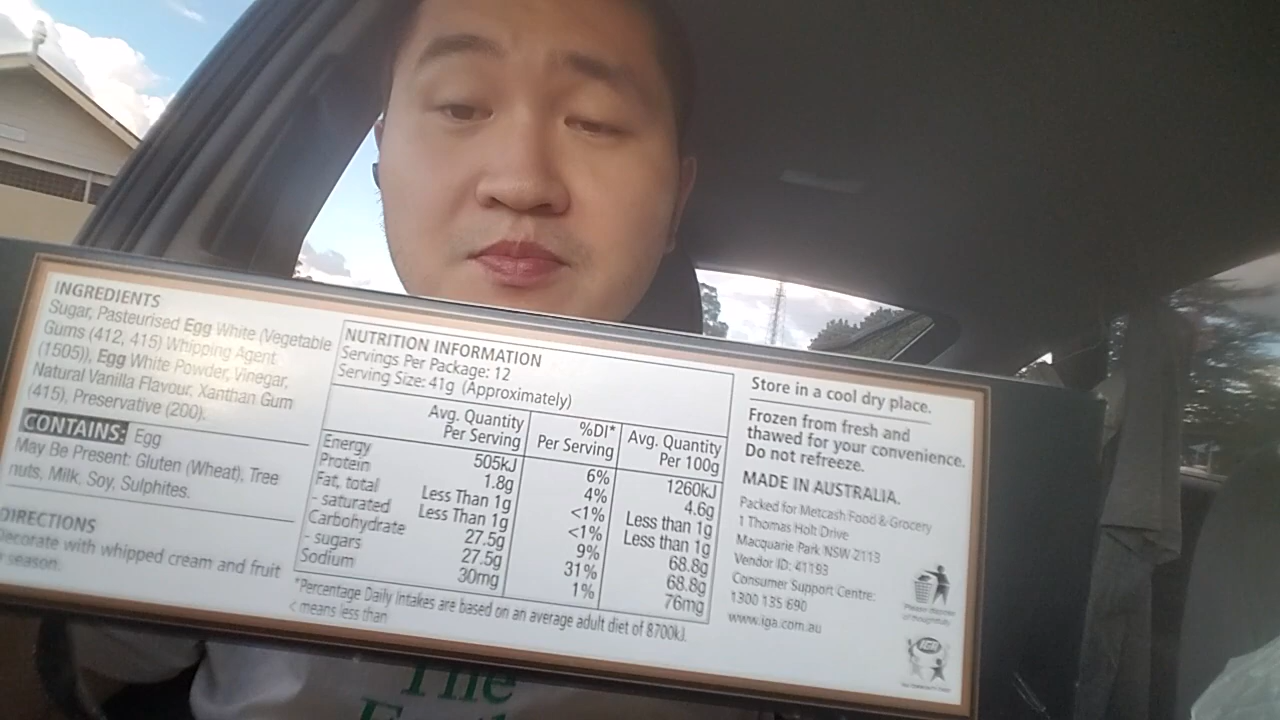 INGREDIENTS
Sugar, Pasteurised Egg White (Vegetable
Gums (412, 415) Whipping Agent
(1505)), Egg White Powder, Vinegar,
Natural Vanilla Flavour, Xanthan Gum
(415), Preservative (200).
CONTAINS: Egg
May Be Present: Gluten (Wheat), Tree
nuts, Milk, Soy, Sulphites.
DIRECTIONS
Decorate with whipped cream and fruit
season.
NUTRITION INFORMATION
Servings Per Package: 12
Serving Size: 41g (Approximately)
Avg. Quantity Per Serving %DI* Per Serving Avg. Quantity Per 100g
Energy 505kJ 6% 1260kJ
Protein 1.8g 4% 4.6g
Fat, total Less Than 1g <1% Less than 1g
- saturated Less Than 1g <1% Less than 1g
Carbohydrate 27.5g 9% 68.8g
- sugars 27.5g 31% 68.8g
Sodium 30mg 1% 76mg
*Percentage Daily Intakes are based on an average adult diet of 8700kJ.
< means less than
Store in a cool dry place.
Frozen from fresh and
thawed for your convenience.
Do not refreeze.
MADE IN AUSTRALIA.
Packed for Metcash Food & Grocery
1 Thomas Holt Drive
Macquarie Park NSW 2113
Vendor ID: 41193
Consumer Support Centre:
1300 135 690
www.iga.com.au
Please dispose
of thoughtfully
IGA
The